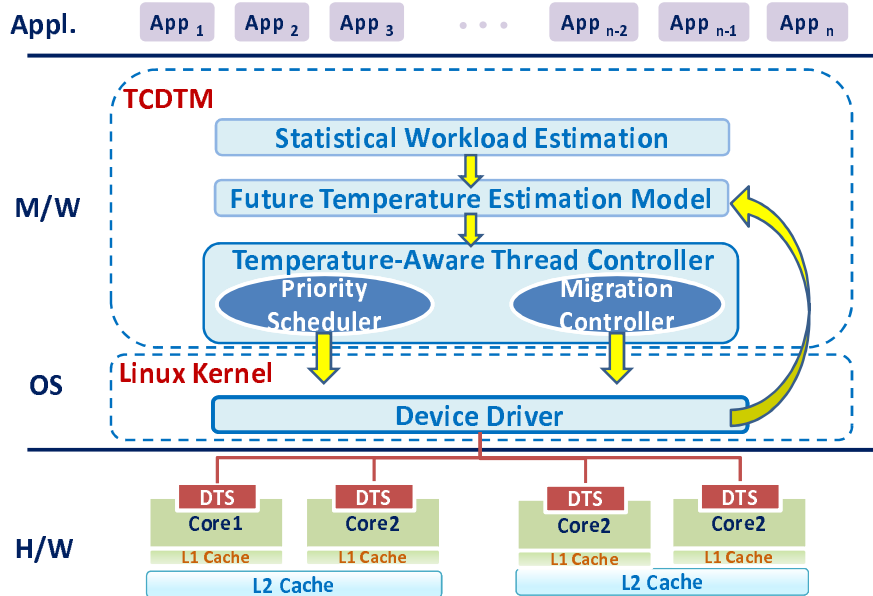 Appl. App 1 App 2 App 3 • • • App n-2 App n-1 App n
TCDTM
Statistical Workload Estimation
M/W
Future Temperature Estimation Model
Temperature-Aware Thread Controller
Priority Scheduler
Migration Controller
Linux Kernel
OS
Device Driver
DTS DTS DTS DTS
Core1 Core2 Core2 Core2
H/W
L1 Cache L1 Cache L1 Cache L1 Cache
L2 Cache L2 Cache